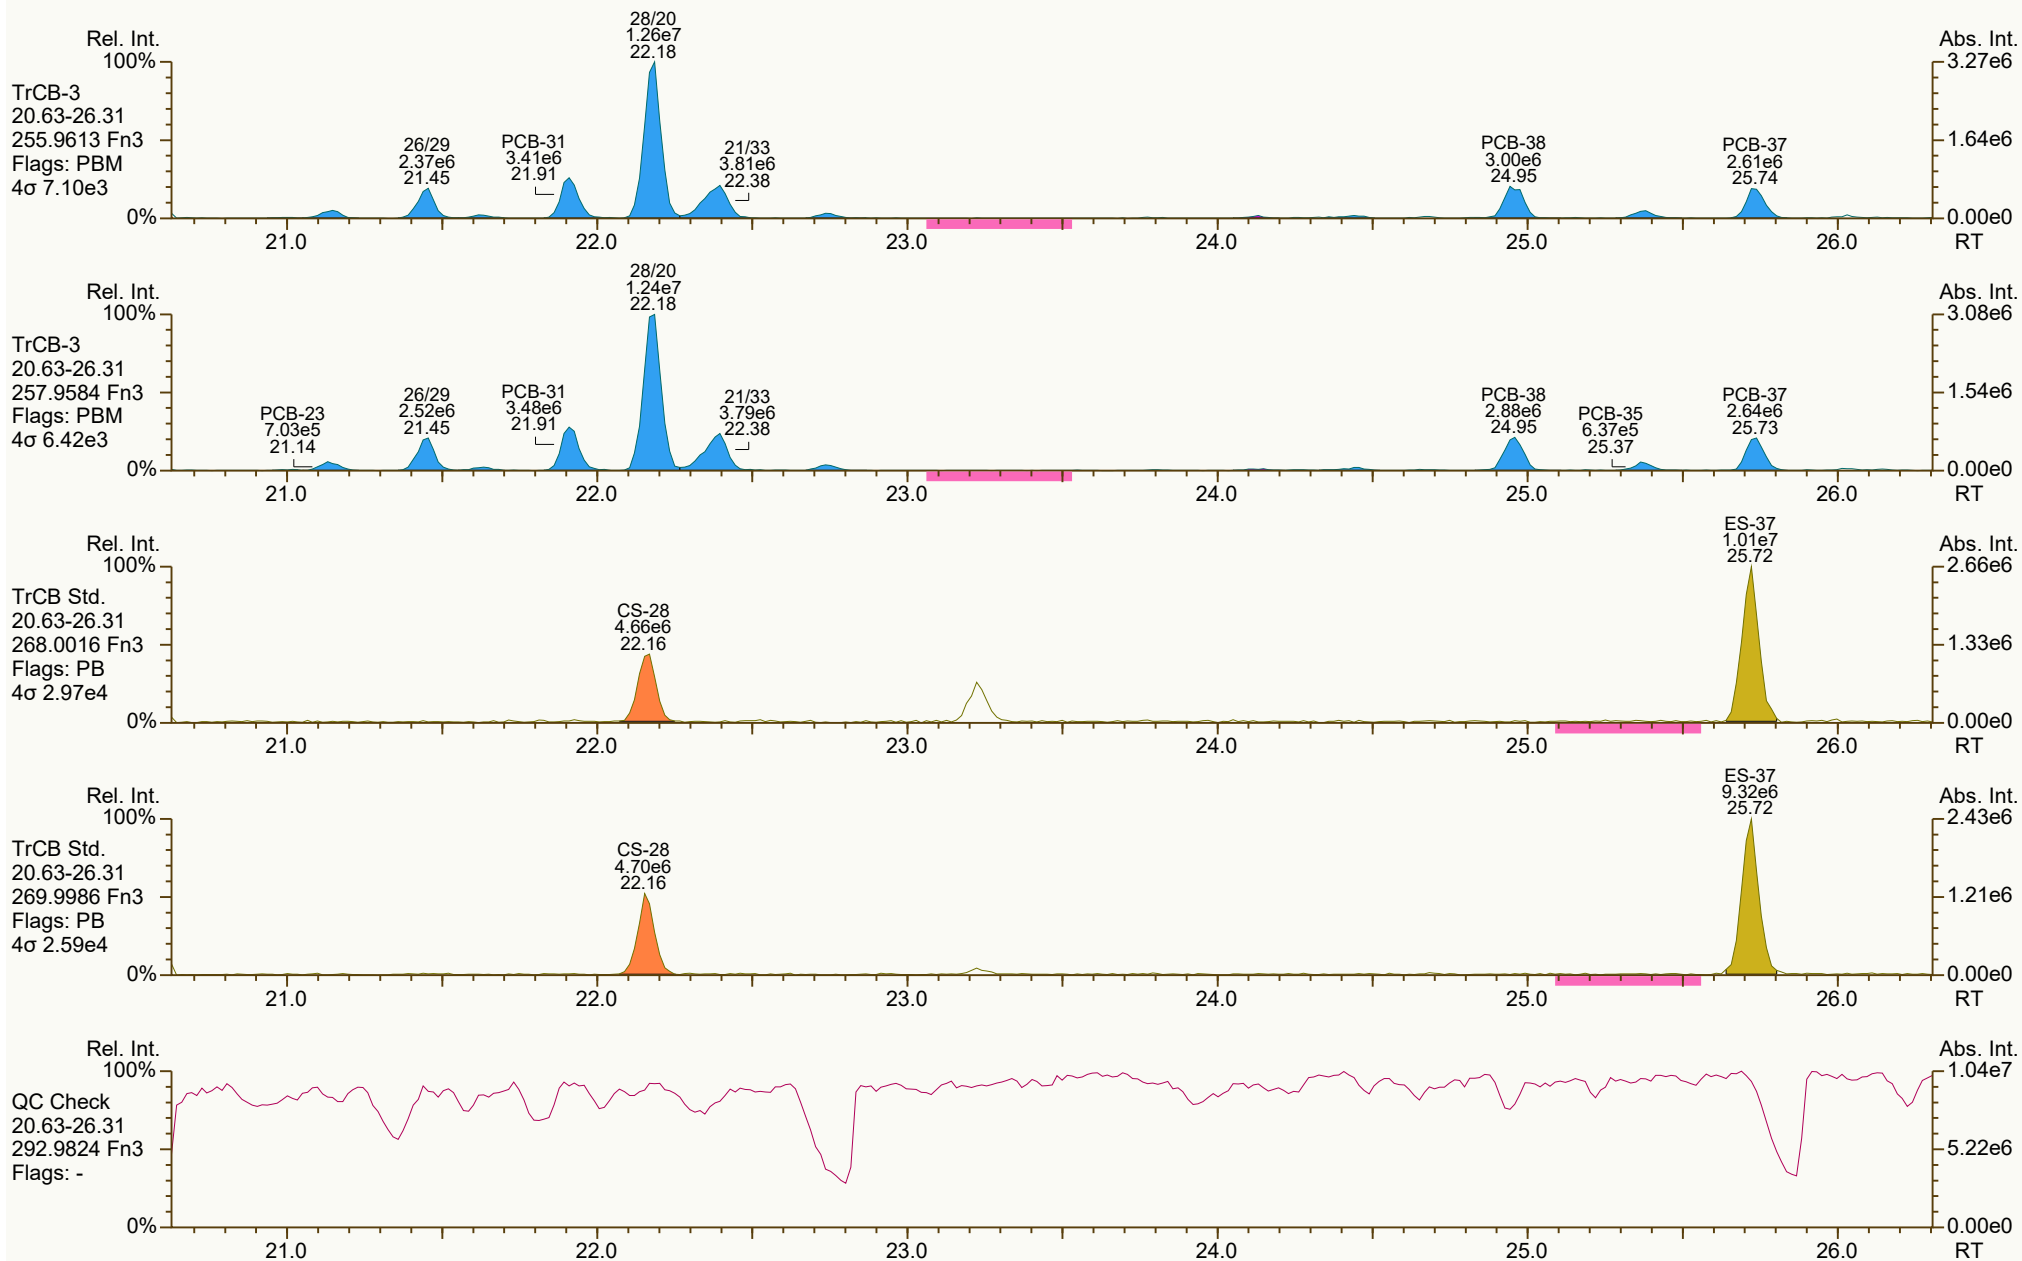 28/20
1.26e7
22.18
Rel. Int.
Abs. Int.
100%
3.27e6
TrCB-3
20.63-26.31
255.9613 Fn3
Flags: PBM
4σ 7.10e3
26/29
2.37e6
21.45
PCB-31
3.41e6
21.91
21/33
3.81e6
22.38
PCB-38
3.00e6
24.95
PCB-37
2.61e6
25.74
1.64e6
0%
0.00e0
21.0 22.0 23.0 24.0 25.0 26.0 RT
28/20
1.24e7
22.18
Rel. Int.
Abs. Int.
100%
3.08e6
TrCB-3
20.63-26.31
257.9584 Fn3
Flags: PBM
4σ 6.42e3
PCB-23
7.03e5
21.14
26/29
2.52e6
21.45
PCB-31
3.48e6
21.91
21/33
3.79e6
22.38
PCB-38
2.88e6
24.95
PCB-35
6.37e5
25.37
PCB-37
2.64e6
25.73
1.54e6
0%
0.00e0
21.0 22.0 23.0 24.0 25.0 26.0 RT
ES-37
1.01e7
25.72
Rel. Int.
Abs. Int.
100%
2.66e6
TrCB Std.
20.63-26.31
268.0016 Fn3
Flags: PB
4σ 2.97e4
CS-28
4.66e6
22.16
1.33e6
0%
0.00e0
21.0 22.0 23.0 24.0 25.0 26.0 RT
ES-37
9.32e6
25.72
Rel. Int.
Abs. Int.
100%
2.43e6
TrCB Std.
20.63-26.31
269.9986 Fn3
Flags: PB
4σ 2.59e4
CS-28
4.70e6
22.16
1.21e6
0%
0.00e0
21.0 22.0 23.0 24.0 25.0 26.0 RT
Rel. Int.
Abs. Int.
100%
1.04e7
QC Check
20.63-26.31
292.9824 Fn3
Flags: -
5.22e6
0%
0.00e0
21.0 22.0 23.0 24.0 25.0 26.0 RT